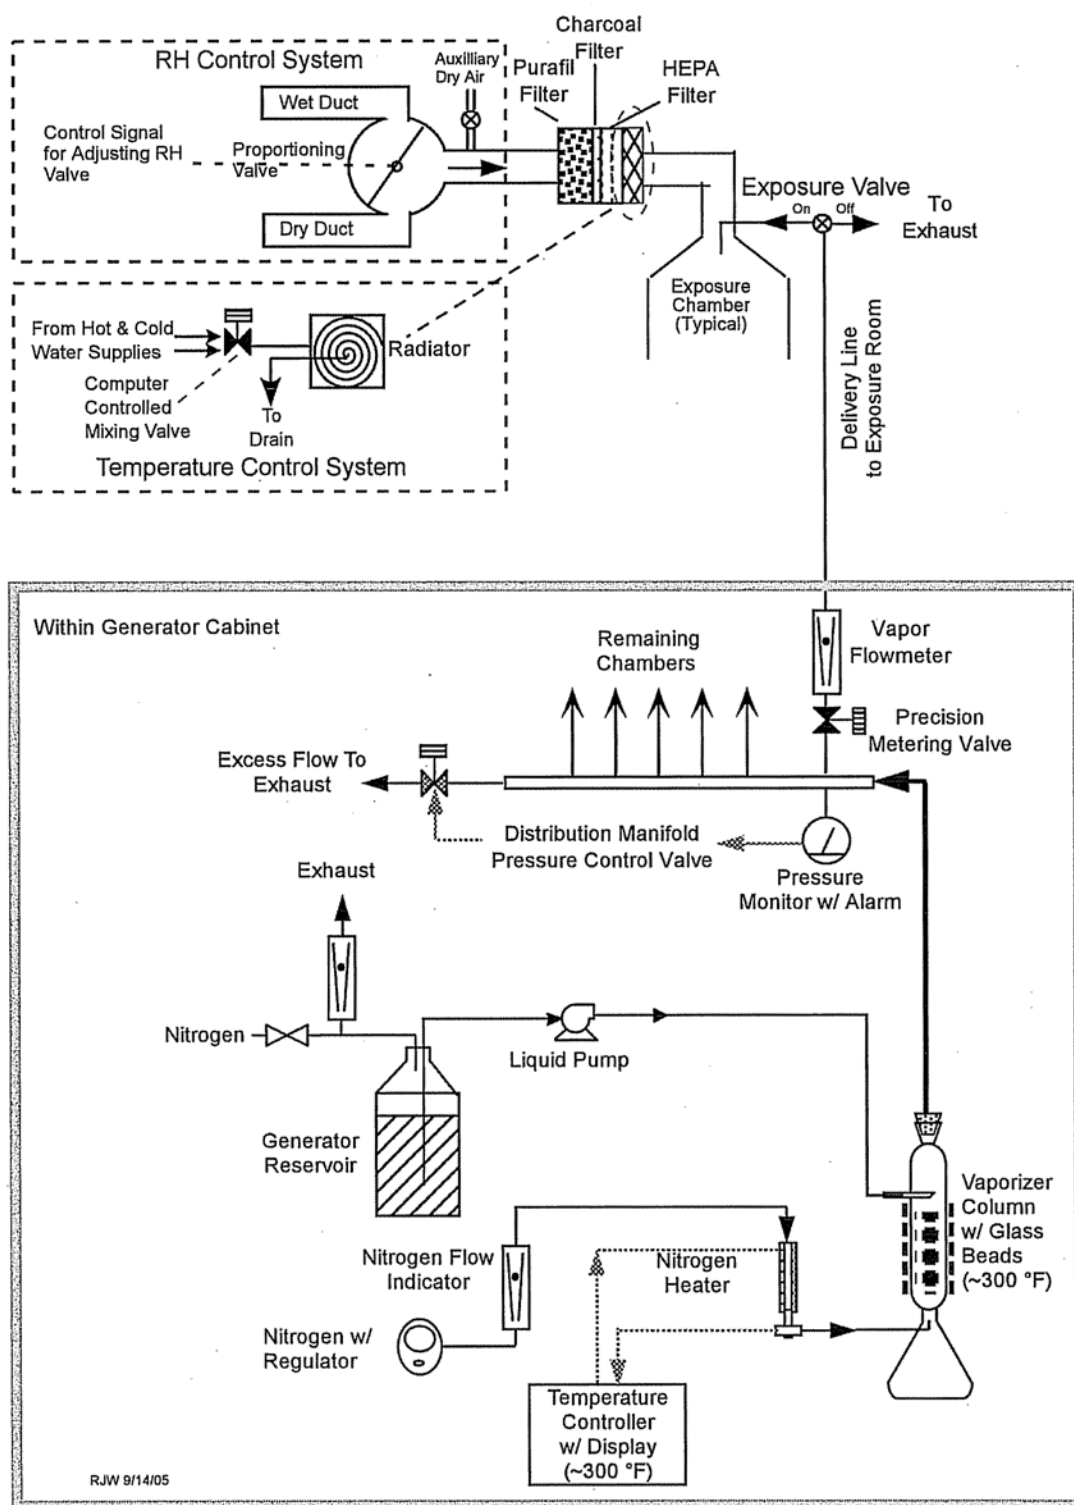 Charcoal
Filter
RH Control System
Auxilliary
Dry Air
Purafil
Filter
HEPA
Filter
Wet Duct
Control Signal
for Adjusting RH
Valve
Proportioning
Valve
Dry Duct
Exposure Valve
On
Off
To
Exhaust
Exposure
Chamber
(Typical)
From Hot & Cold
Water Supplies
Radiator
Computer
Controlled
Mixing Valve
To
Drain
Temperature Control System
Delivery Line
to Exposure Room
Within Generator Cabinet
Remaining
Chambers
Vapor
Flowmeter
Precision
Metering Valve
Excess Flow To
Exhaust
Distribution Manifold
Pressure Control Valve
Pressure
Monitor w/ Alarm
Exhaust
Nitrogen
Liquid Pump
Generator
Reservoir
Vaporizer
Column
w/ Glass
Beads
(~300 °F)
Nitrogen Flow
Indicator
Nitrogen
Heater
Nitrogen w/
Regulator
Temperature
Controller
w/ Display
(~300 °F)
RJW 9/14/05